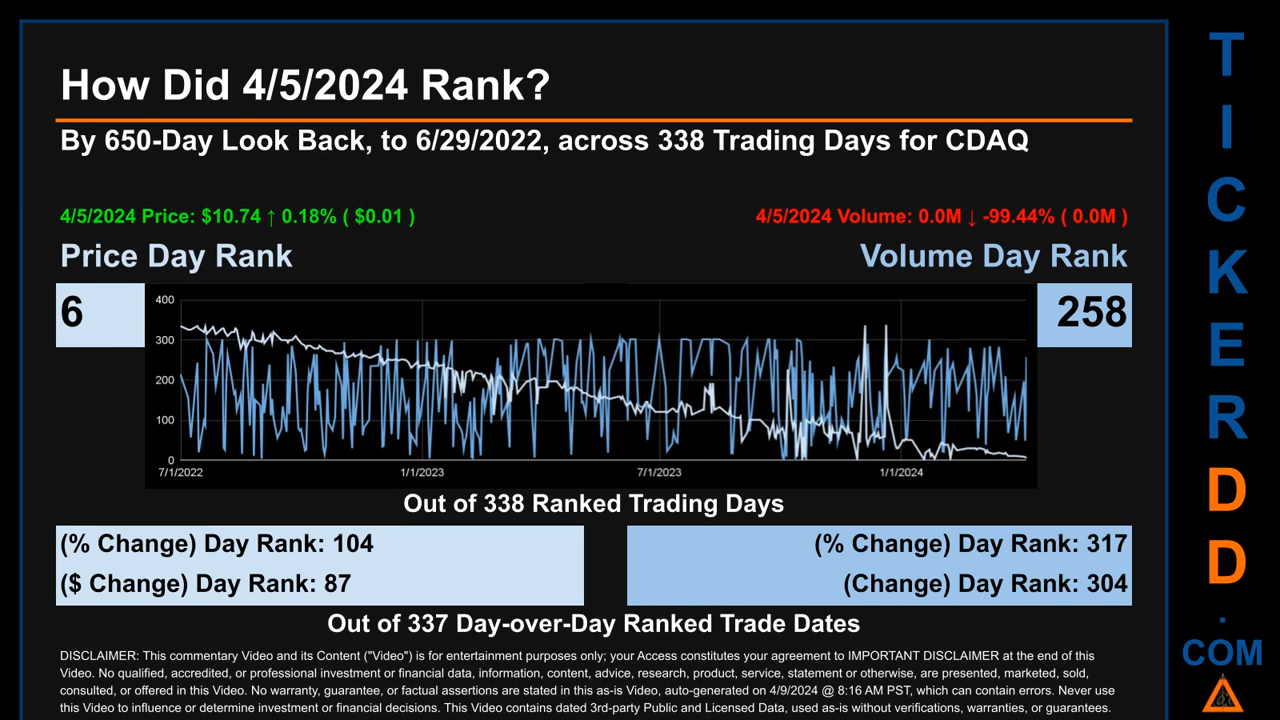 How Did 4/5/2024 Rank?
By 650-Day Look Back, to 6/29/2022, across 338 Trading Days for CDAQ
4/5/2024 Price: $10.74 ↑ 0.18% ( $0.01 )
4/5/2024 Volume: 0.0M ↓ -99.44% ( 0.0M )
Price Day Rank
Volume Day Rank
6
258
400
300
200
100
0
7/1/2022
1/1/2023
7/1/2023
1/1/2024
Out of 338 Ranked Trading Days
(% Change) Day Rank: 104
($ Change) Day Rank: 87
(% Change) Day Rank: 317
(Change) Day Rank: 304
Out of 337 Day-over-Day Ranked Trade Dates
DISCLAIMER: This commentary Video and its Content ("Video") is for entertainment purposes only; your Access constitutes your agreement to IMPORTANT DISCLAIMER at the end of this
Video. No qualified, accredited, or professional investment or financial data, information, content, advice, research, product, service, statement or otherwise, are presented, marketed, sold,
consulted, or offered in this Video. No warranty, guarantee, or factual assertions are stated in this as-is Video, auto-generated on 4/9/2024 @ 8:16 AM PST, which can contain errors. Never use
this Video to influence or determine investment or financial decisions. This Video contains dated 3rd-party Public and Licensed Data, used as-is without verifications, warranties, or guarantees.
T
I
C
K
E
R
D
D
.
COM